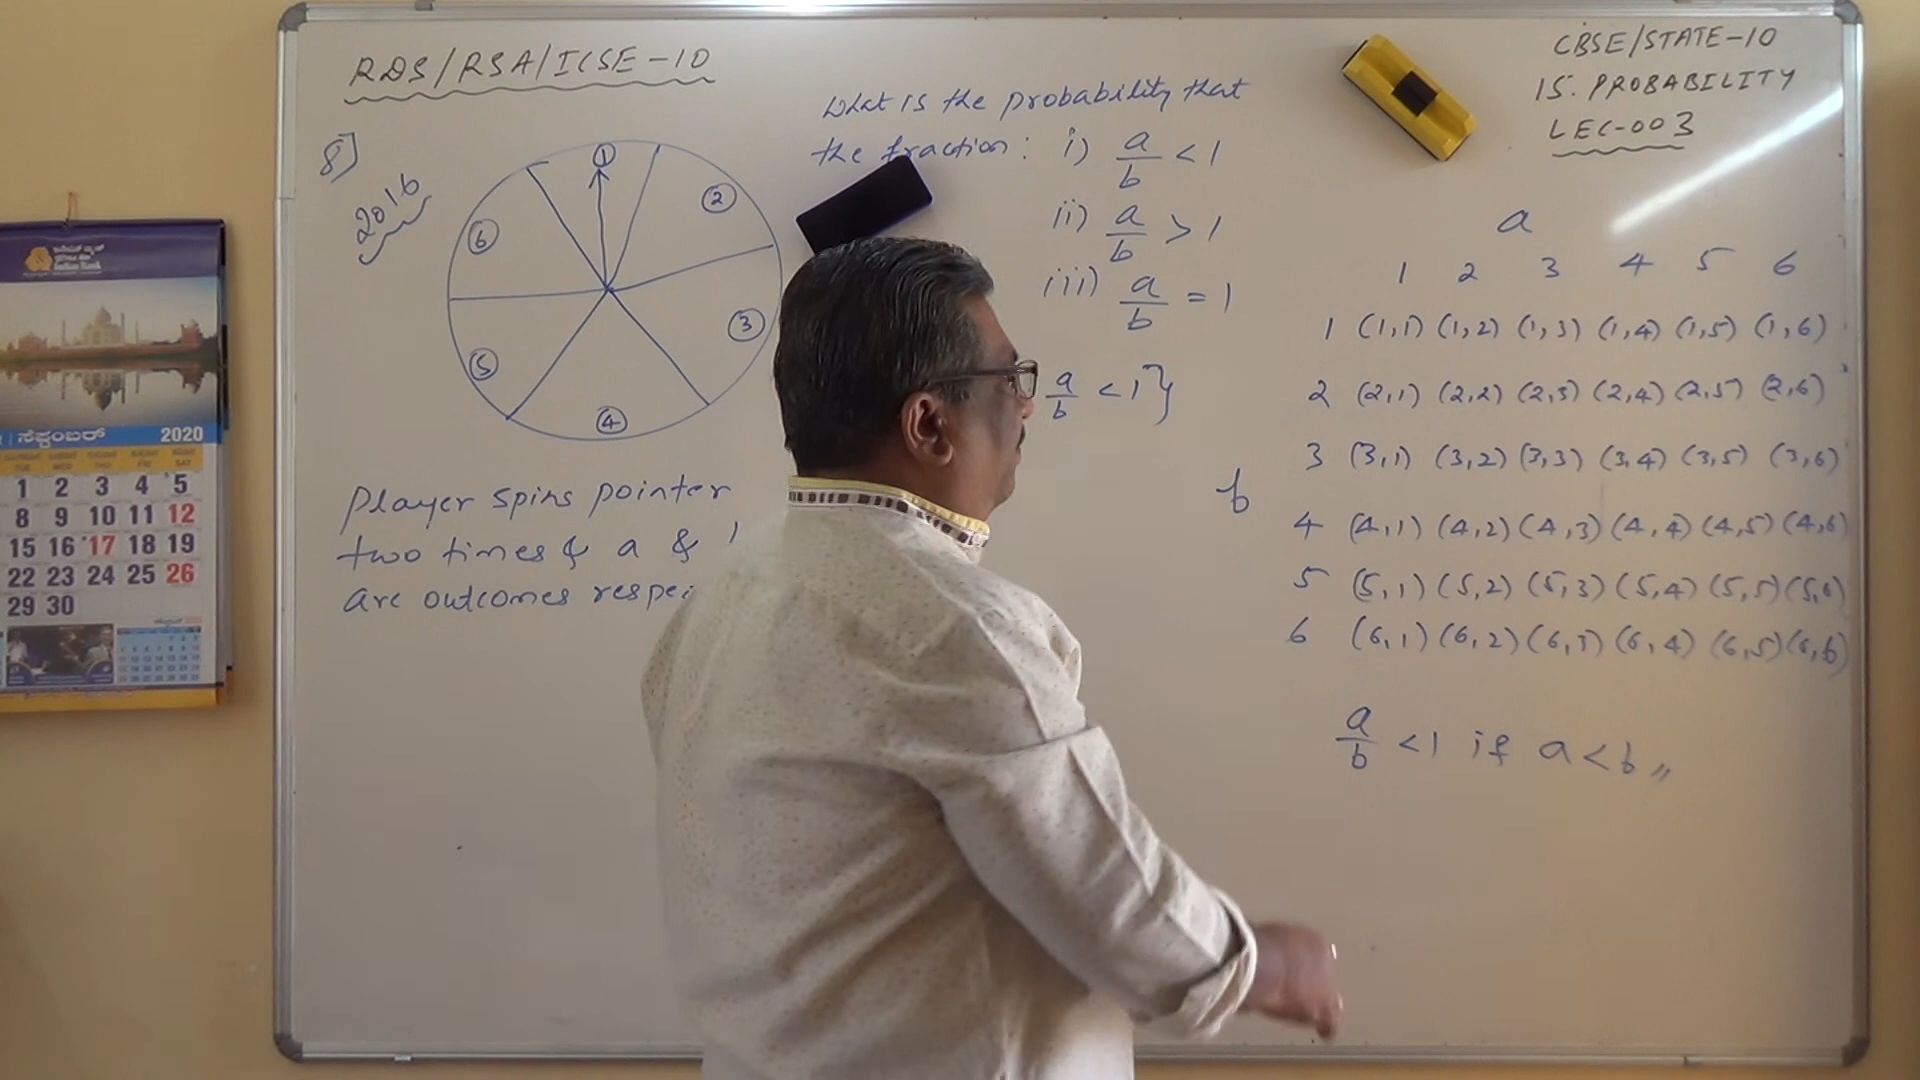 RDS/RSA/ICSE-10
CBSE/STATE-10
15. PROBABILITY
LEC-003
8]
2016
1
2
3
4
5
6
What is the probability that
the fraction: i) a/b < 1
ii) a/b > 1
iii) a/b = 1
a/b < 1}
Player spins pointer
two times & a &
are outcomes
a
1 2 3 4 5 6
b
1 (1,1) (1,2) (1,3) (1,4) (1,5) (1,6)
2 (2,1) (2,2) (2,3) (2,4) (2,5) (2,6)
3 (3,1) (3,2) (3,3) (3,4) (3,5) (3,6)
4 (4,1) (4,2) (4,3) (4,4) (4,5) (4,6)
5 (5,1) (5,2) (5,3) (5,4) (5,5) (5,6)
6 (6,1) (6,2) (6,3) (6,4) (6,5) (6,6)
a/b < 1 if a < b,,
ಇಂಡಿಯನ್ ಬ್ಯಾಂಕ್
Indian Bank
ಸೆಪ್ಟಂಬರ್ 2020
1 2 3 4 5
8 9 10 11 12
15 16 17 18 19
22 23 24 25 26
29 30